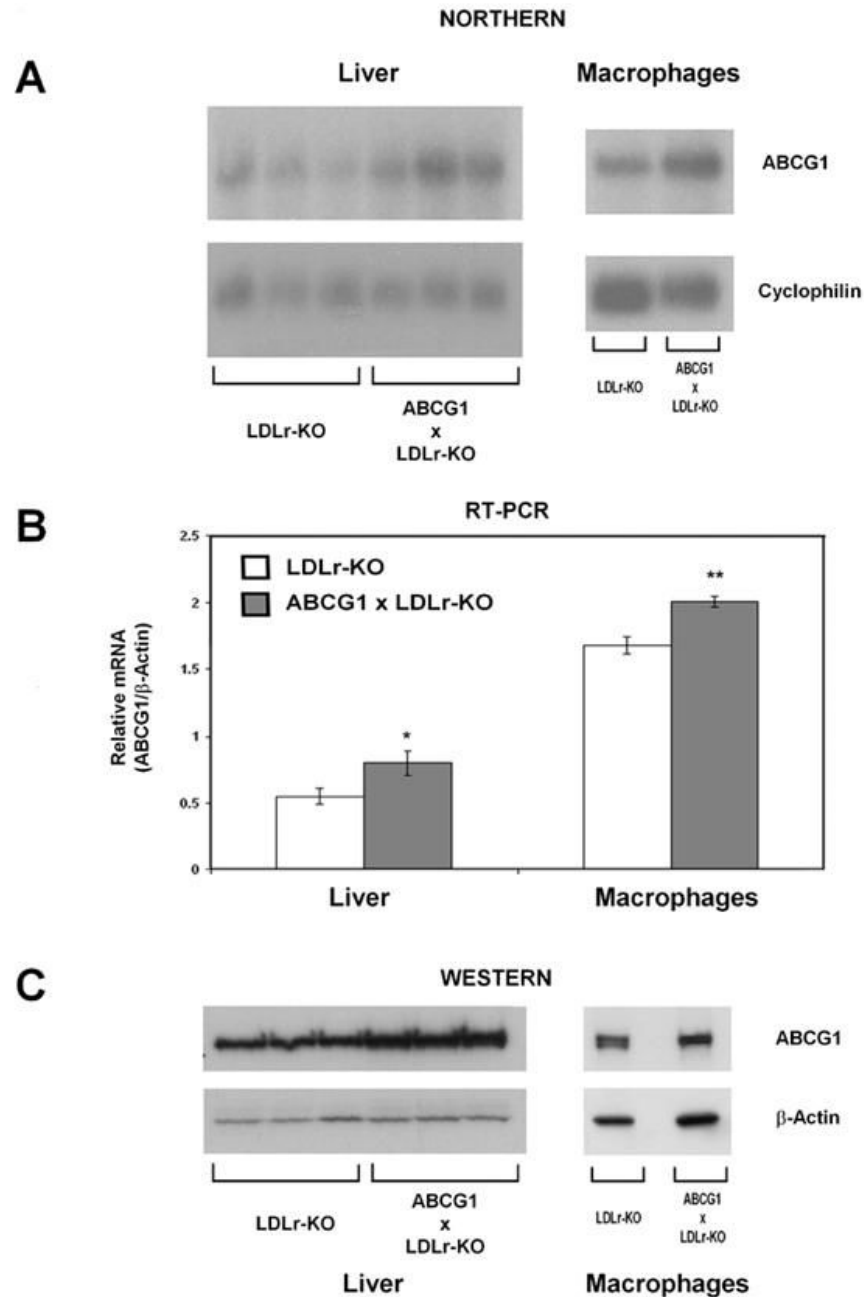 NORTHERN
A
Liver
Macrophages
ABCG1
Cyclophilin
LDLr-KO
ABCG1
x
LDLr-KO
LDLr-KO
ABCG1
x
LDLr-KO
B
RT-PCR
2.5
2
1.5
1
0.5
0
Relative mRNA
(ABCG1/β-Actin)
LDLr-KO
ABCG1 x LDLr-KO
*
**
Liver
Macrophages
C
WESTERN
ABCG1
β-Actin
LDLr-KO
ABCG1
x
LDLr-KO
LDLr-KO
ABCG1
x
LDLr-KO
Liver
Macrophages